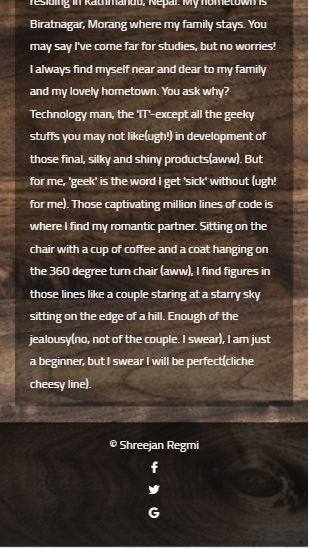 residing in Kathmandu, Nepal. My hometown is
Biratnagar, Morang where my family stays. You
may say I've come far for studies, but no worries!
I always find myself near and dear to my family
and my lovely hometown. You ask why?
Technology man, the 'IT'-except all the geeky
stuffs you may not like(ugh!) in development of
those final, silky and shiny products(aww). But
for me, 'geek' is the word I get 'sick' without (ugh!
for me). Those captivating million lines of code is
where I find my romantic partner. Sitting on the
chair with a cup of coffee and a coat hanging on
the 360 degree turn chair (aww), I find figures in
those lines like a couple staring at a starry sky
sitting on the edge of a hill. Enough of the
jealousy(no, not of the couple. I swear), I am just
a beginner, but I swear I will be perfect(cliche
cheesy line).
© Shreejan Regmi